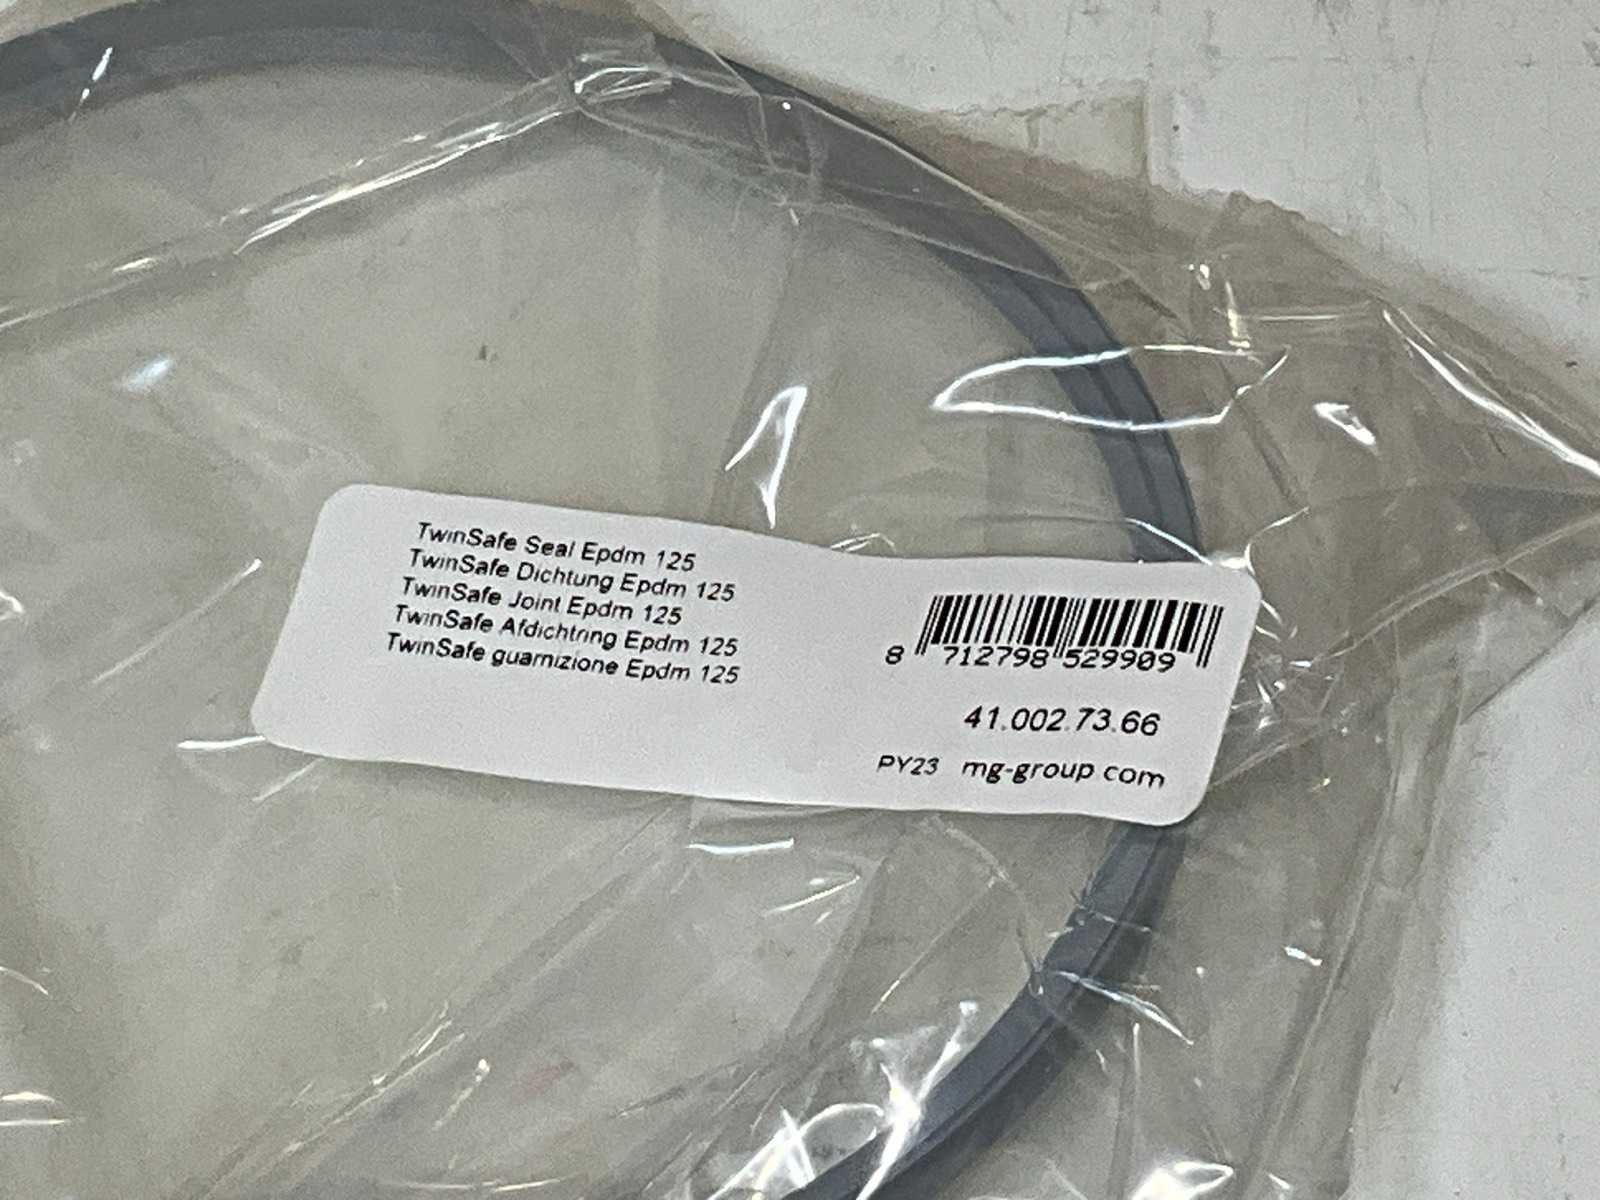 TwinSafe Seal Epdm 125
TwinSafe Dichtung Epdm 125
TwinSafe Joint Epdm 125
TwinSafe Afdichtring Epdm 125
TwinSafe guarnizione Epdm 125
8 712798 529909
41.002.73.66
PY23 mg-group com